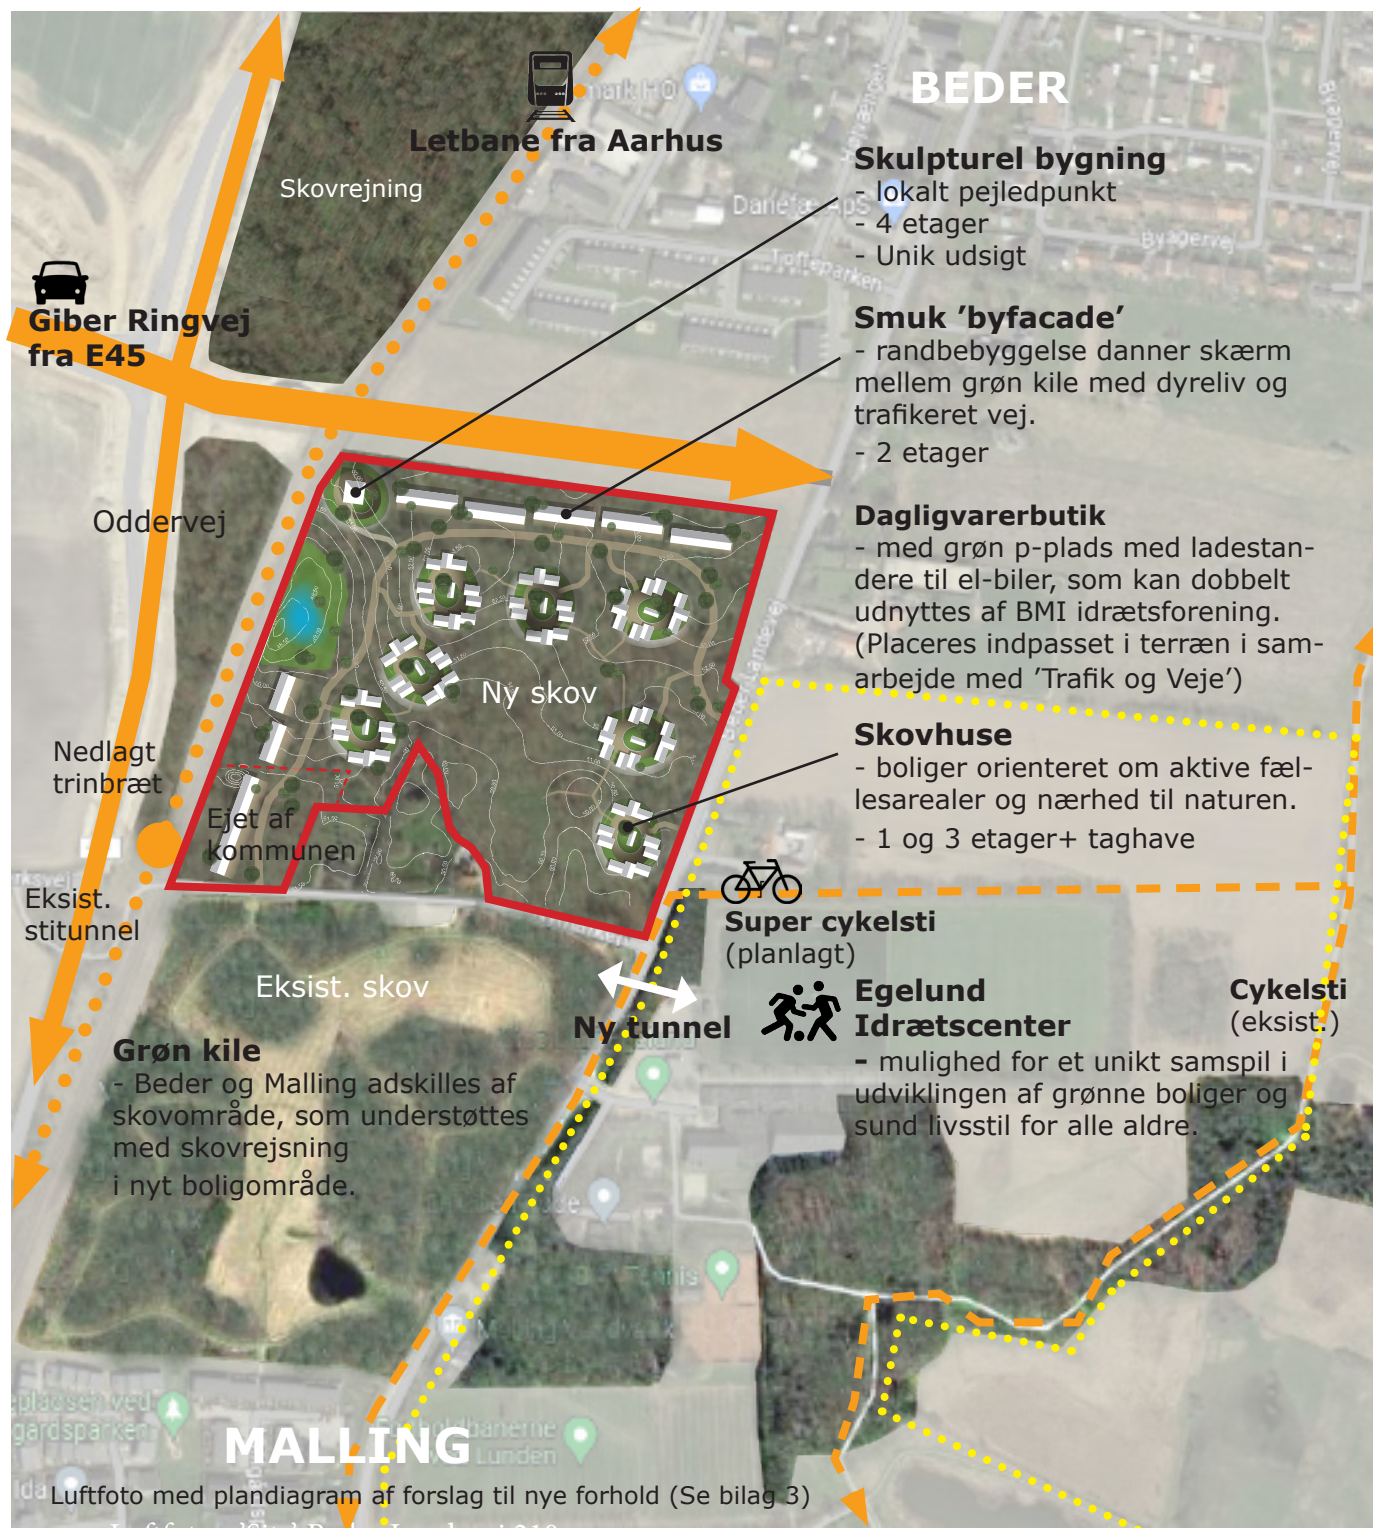 BEDER
Letbane fra Aarhus
Skovrejning
Skulpturel bygning
- lokalt pejledpunkt
- 4 etager
- Unik udsigt
Danefæ ApS
Tofteparken
Byagervej
Byagervej
Giber Ringvej
fra E45
Smuk ’byfacade’
- randbebyggelse danner skærm
mellem grøn kile med dyreliv og
trafikeret vej.
- 2 etager
Oddervej
Dagligvarerbutik
- med grøn p-plads med ladestan-
dere til el-biler, som kan dobbelt
udnyttes af BMI idrætsforening.
(Placeres indpasset i terræn i sam-
arbejde med ’Trafik og Veje’)
Ny skov
Skovhuse
- boliger orienteret om aktive fæl-
lesarealer og nærhed til naturen.
- 1 og 3 etager+ taghave
Nedlagt
trinbræt
Ejet af
kommunen
Eksist.
stitunnel
Super cykelsti
(planlagt)
Eksist. skov
Ny tunnel
Egelund
Idrætscenter
- mulighed for et unikt samspil i
udviklingen af grønne boliger og
sund livsstil for alle aldre.
Cykelsti
(eksist.)
Grøn kile
- Beder og Malling adskilles af
skovområde, som understøttes
med skovrejsning
i nyt boligområde.
Tennis
MALLING
Luftfoto med plandiagram af forslag til nye forhold (Se bilag 3)